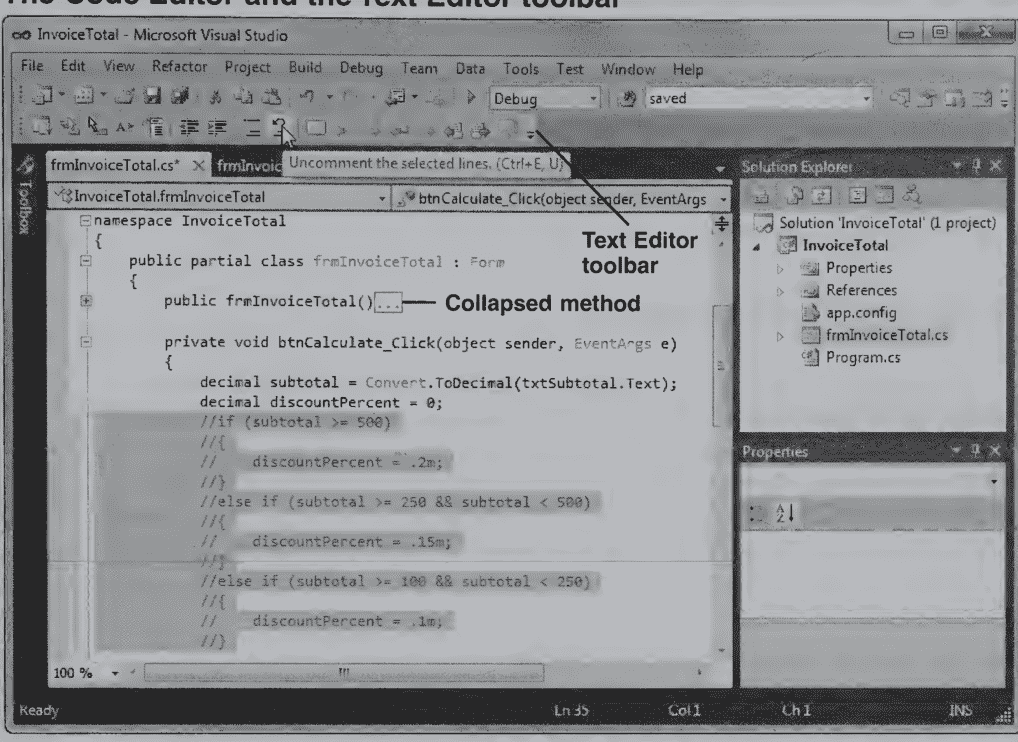 The Code Editor and the Text Editor toolbar
InvoiceTotal - Microsoft Visual Studio
File Edit View Refactor Project Build Debug Team Data Tools Test Window Help
Debug saved
frmInvoiceTotal.cs* frmInvoic Uncomment the selected lines. (Ctrl+E, U)
Toolbox
InvoiceTotal.frmInvoiceTotal btnCalculate_Click(object sender, EventArgs
namespace InvoiceTotal
{
public partial class frmInvoiceTotal : Form
{
public frmInvoiceTotal()...
private void btnCalculate_Click(object sender, EventArgs e)
{
decimal subtotal = Convert.ToDecimal(txtSubtotal.Text);
decimal discountPercent = 0;
//if (subtotal >= 500)
//{
// discountPercent = .2m;
//}
//else if (subtotal >= 250 && subtotal < 500)
//{
// discountPercent = .15m;
//}
//else if (subtotal >= 100 && subtotal < 250)
//{
// discountPercent = .1m;
//}
100 %
Text Editor
toolbar
Collapsed method
Solution Explorer
Solution 'InvoiceTotal' (1 project)
InvoiceTotal
Properties
References
app.config
frmInvoiceTotal.cs
Program.cs
Properties
Ready Ln 35 Col 1 Ch 1 INS